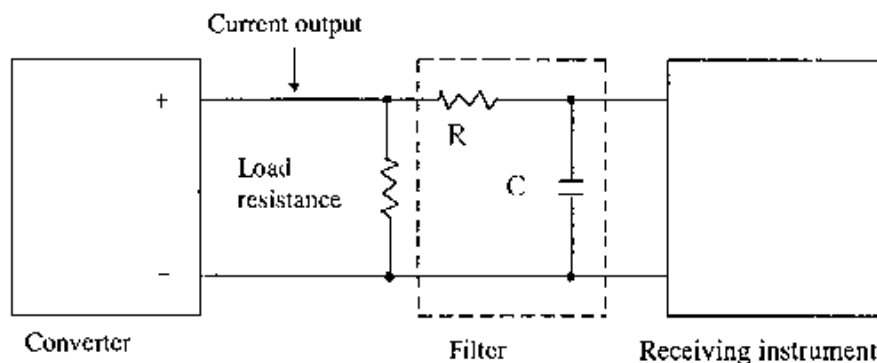 Current output
+
R
Load
resistance
C
−
Converter
Filter
Receiving instrument